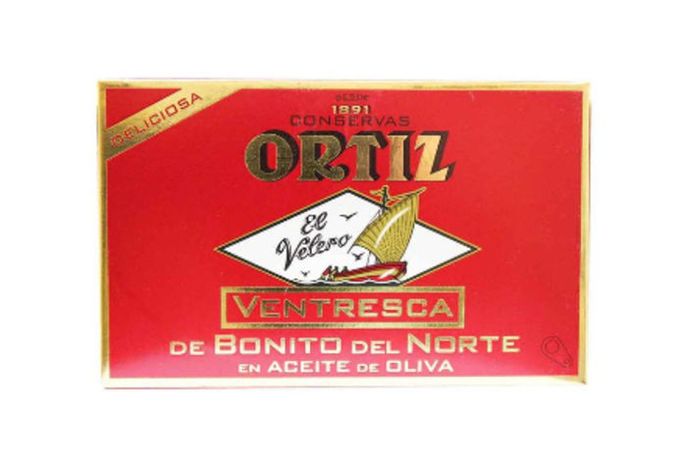 DELICIOSA
DESDE
1891
CONSERVAS
ORTIZ
El
Velero
VENTRESCA
DE BONITO DEL NORTE
EN ACEITE DE OLIVA